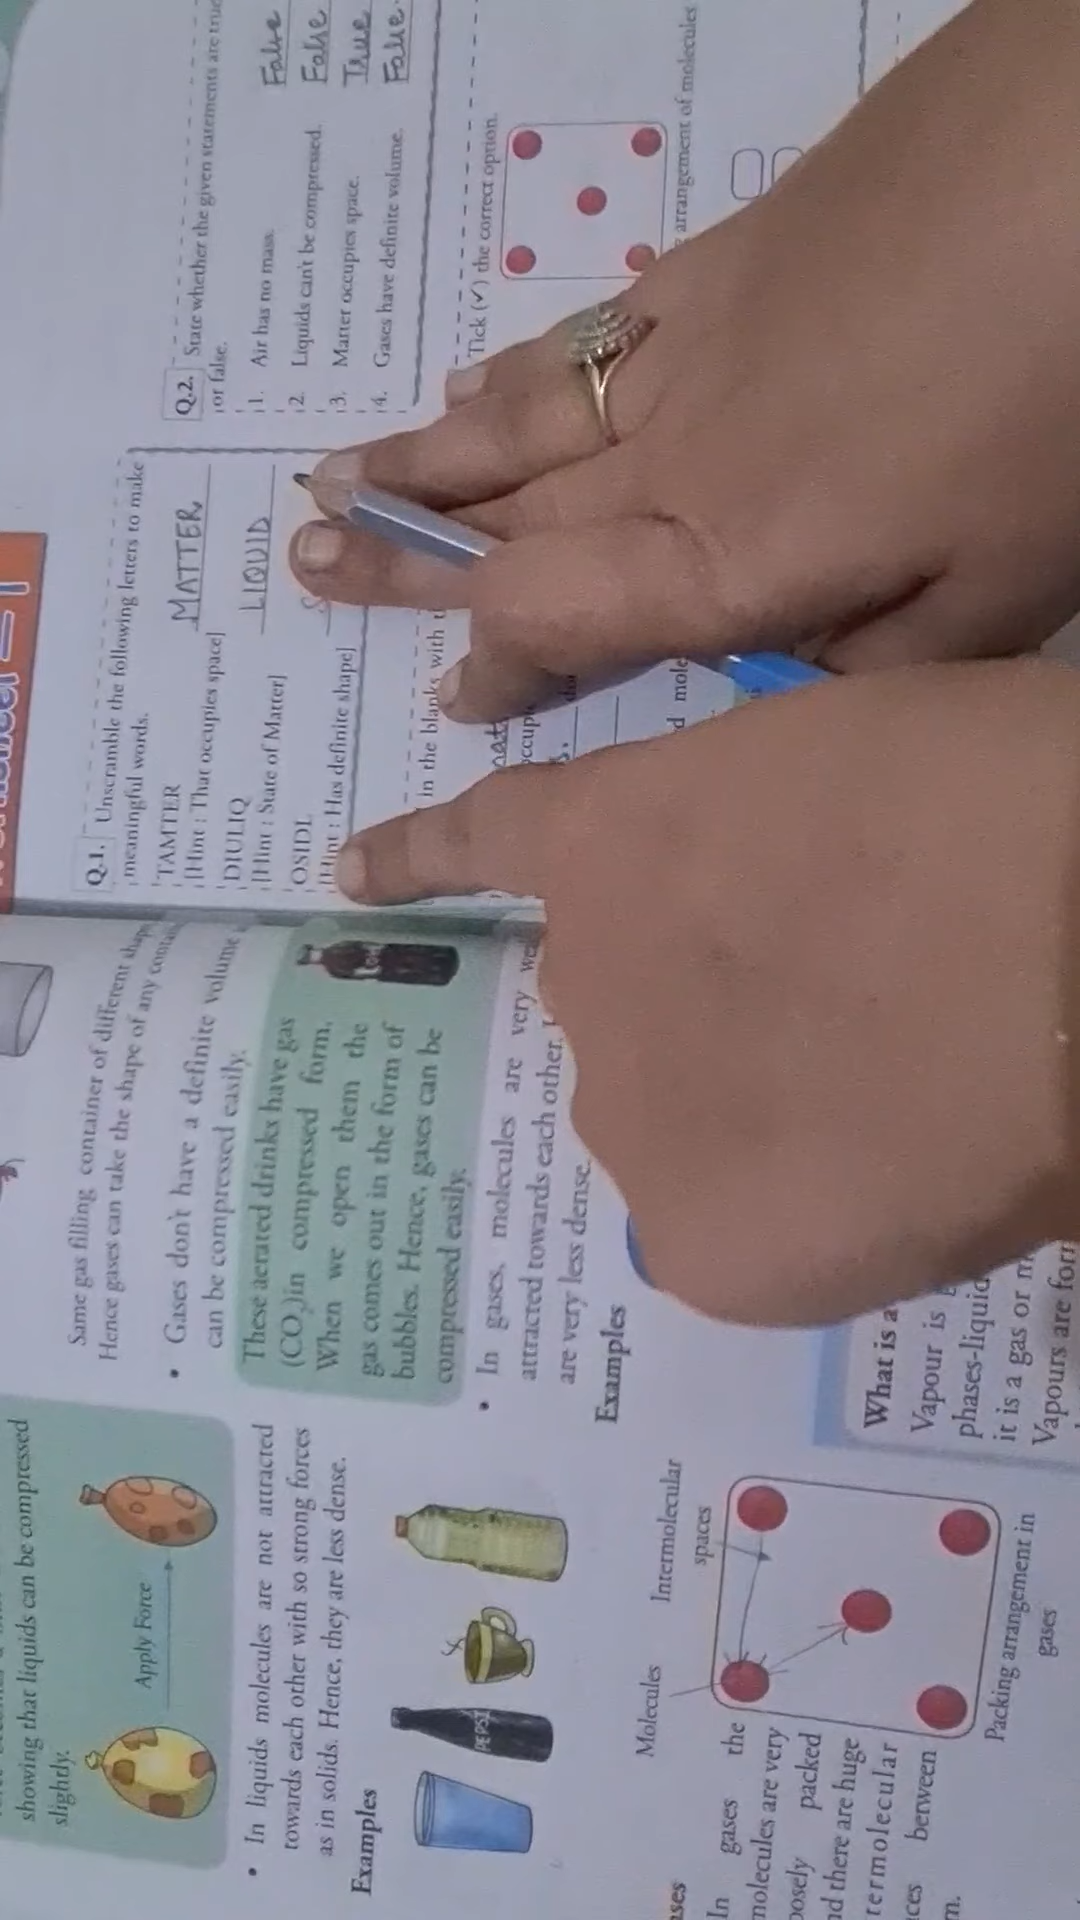 showing that liquids can be compressed
slightly.
Apply Force
• In liquids molecules are not attracted
towards each other with so strong forces
as in solids. Hence, they are less dense.
Examples
PEPSI
Molecules
Intermolecular
spaces
In gases the
molecules are very
packed
there are huge
between
Packing arrangement in
gases
Same gas filling container of different
Hence gases can take the shape of any
• Gases don't have a definite volume
can be compressed easily.
These aerated drinks have gas
(CO₂)in compressed form.
When we open them the
gas comes out in the form of
bubbles. Hence, gases can be
compressed easily.
• In gases, molecules are very
attracted towards each other.
are very less dense.
Examples
What is a
Vapour is
it is a gas or
Vapours are
Q.1. Unscramble the following letters to make
meaningful words.
TAMTER MATTER
[Hint : That occupies space]
DIULIQ LIQUID
[Hint : State of Matter]
OSIDL
[Hint : Has definite shape]
in the blanks with
Q.2. State whether the given statements are
or false.
1. Air has no mass. False
2. Liquids can't be compressed. False
3. Matter occupies space. True
4. Gases have definite volume. False
Tick (✓) the correct option.
arrangement of molecules